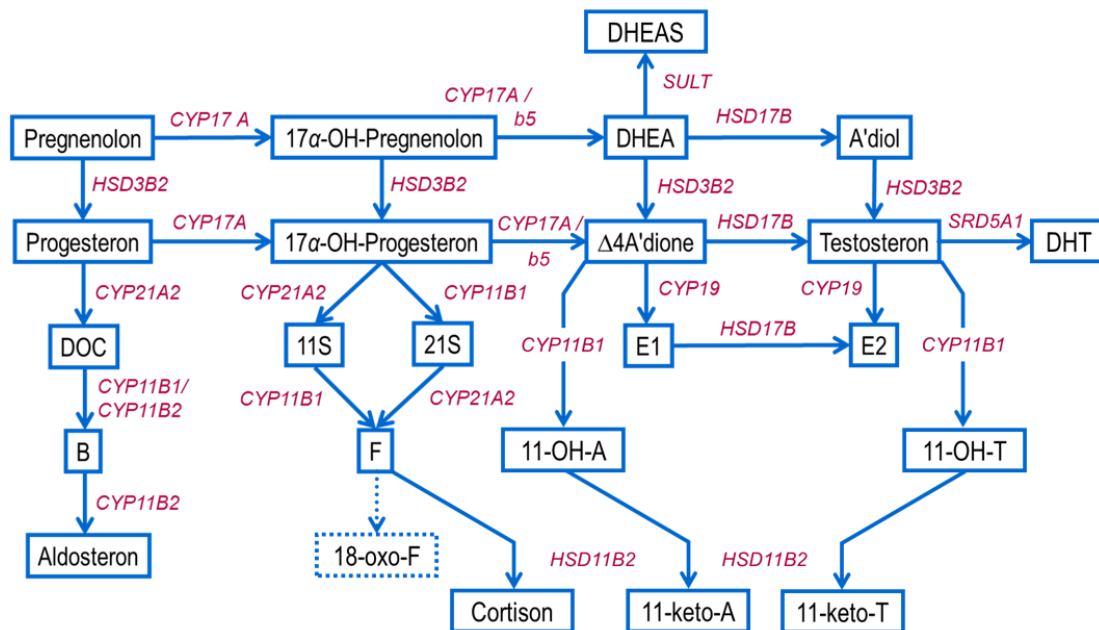 DHEAS
SULT
CYP17 A
CYP17A /
b5
HSD17B
Pregnenolon
17α-OH-Pregnenolon
DHEA
A'diol
HSD3B2
HSD3B2
HSD3B2
HSD3B2
CYP17A
CYP17A /
b5
HSD17B
SRD5A1
Progesteron
17α-OH-Progesteron
Δ4A'dione
Testosteron
DHT
CYP21A2
CYP21A2
CYP11B1
CYP19
CYP19
DOC
11S
21S
CYP11B1
E1
HSD17B
E2
CYP11B1
CYP11B1/
CYP11B2
CYP11B1
CYP21A2
B
F
11-OH-A
11-OH-T
CYP11B2
Aldosteron
18-oxo-F
HSD11B2
HSD11B2
Cortison
11-keto-A
11-keto-T